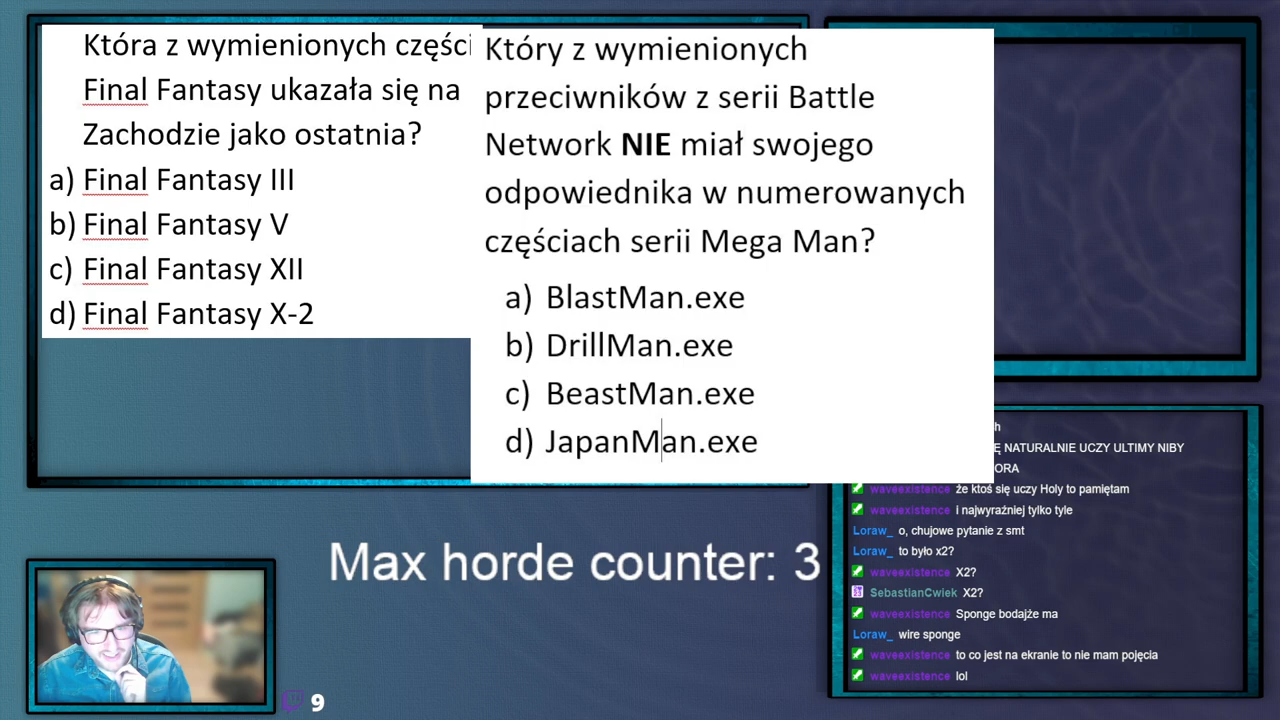 Która z wymienionych części
Final Fantasy ukazała się na
Zachodzie jako ostatnia?
a) Final Fantasy III
b) Final Fantasy V
c) Final Fantasy XII
d) Final Fantasy X-2
Który z wymienionych
przeciwników z serii Battle
Network NIE miał swojego
odpowiednika w numerowanych
częściach serii Mega Man?
a) BlastMan.exe
b) DrillMan.exe
c) BeastMan.exe
d) JapanMan.exe
Max horde counter: 3
9
h
Ę NATURALNIE UCZY ULTIMY NIBY
ORA
waveexistence że ktoś się uczy Holy to pamiętam
waveexistence i najwyraźniej tylko tyle
Loraw_ o, chujowe pytanie z smt
Loraw_ to było x2?
waveexistence X2?
SebastianCwiek X2?
waveexistence Sponge bodajże ma
Loraw_ wire sponge
waveexistence to co jest na ekranie to nie mam pojęcia
waveexistence lol